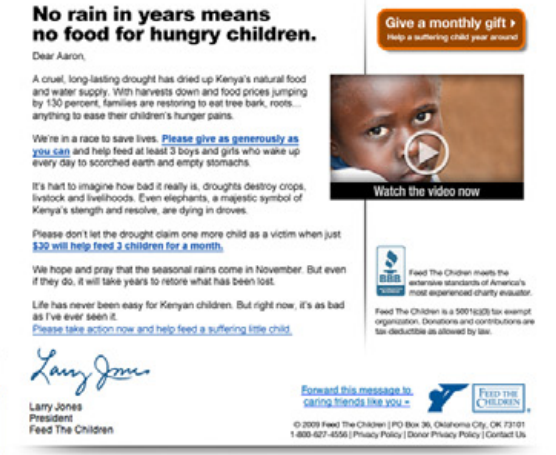 No rain in years means
no food for hungry children.
Give a monthly gift ▸
Help a suffering child year around
Dear Aaron,
A cruel, long-lasting drought has dried up Kenya's natural food
and water supply. With harvests down and food prices jumping
by 130 percent, families are restoring to eat tree bark, roots...
anything to ease their children's hunger pains.
We're in a race to save lives. Please give as generously as
you can and help feed at least 3 boys and girls who wake up
every day to scorched earth and empty stomachs.
It's hart to imagine how bad it really is, droughts destroy crops,
livstock and livelihoods. Even elephants, a majestic symbol of
Kenya's stength and resolve, are dying in droves.
Please don't let the drought claim one more child as a victim when just
$30 will help feed 3 children for a month.
We hope and pray that the seasonal rains come in November. But even
if they do, it will take years to retore what has been lost.
Life has never been easy for Kenyan children. But right now, it's as bad
as I've ever seen it.
Please take action now and help feed a suffering little child.
Larry Jones
Larry Jones
President
Feed The Children
Watch the video now
BBB
Feed The Children meets the
extensive standards of America's
most experienced charity evauator.
Feed The Children is a 5001(c)(3) tax exempt
organization. Donations and contributions are
tax-deductible as allowed by law.
Forward this message to
caring friends like you »
FEED THE
CHILDREN
© 2009 Feed The Children | PO Box 36, Oklahoma City, OK 73101
1-800-627-4556 | Privacy Policy | Donor Privacy Policy | Contact Us